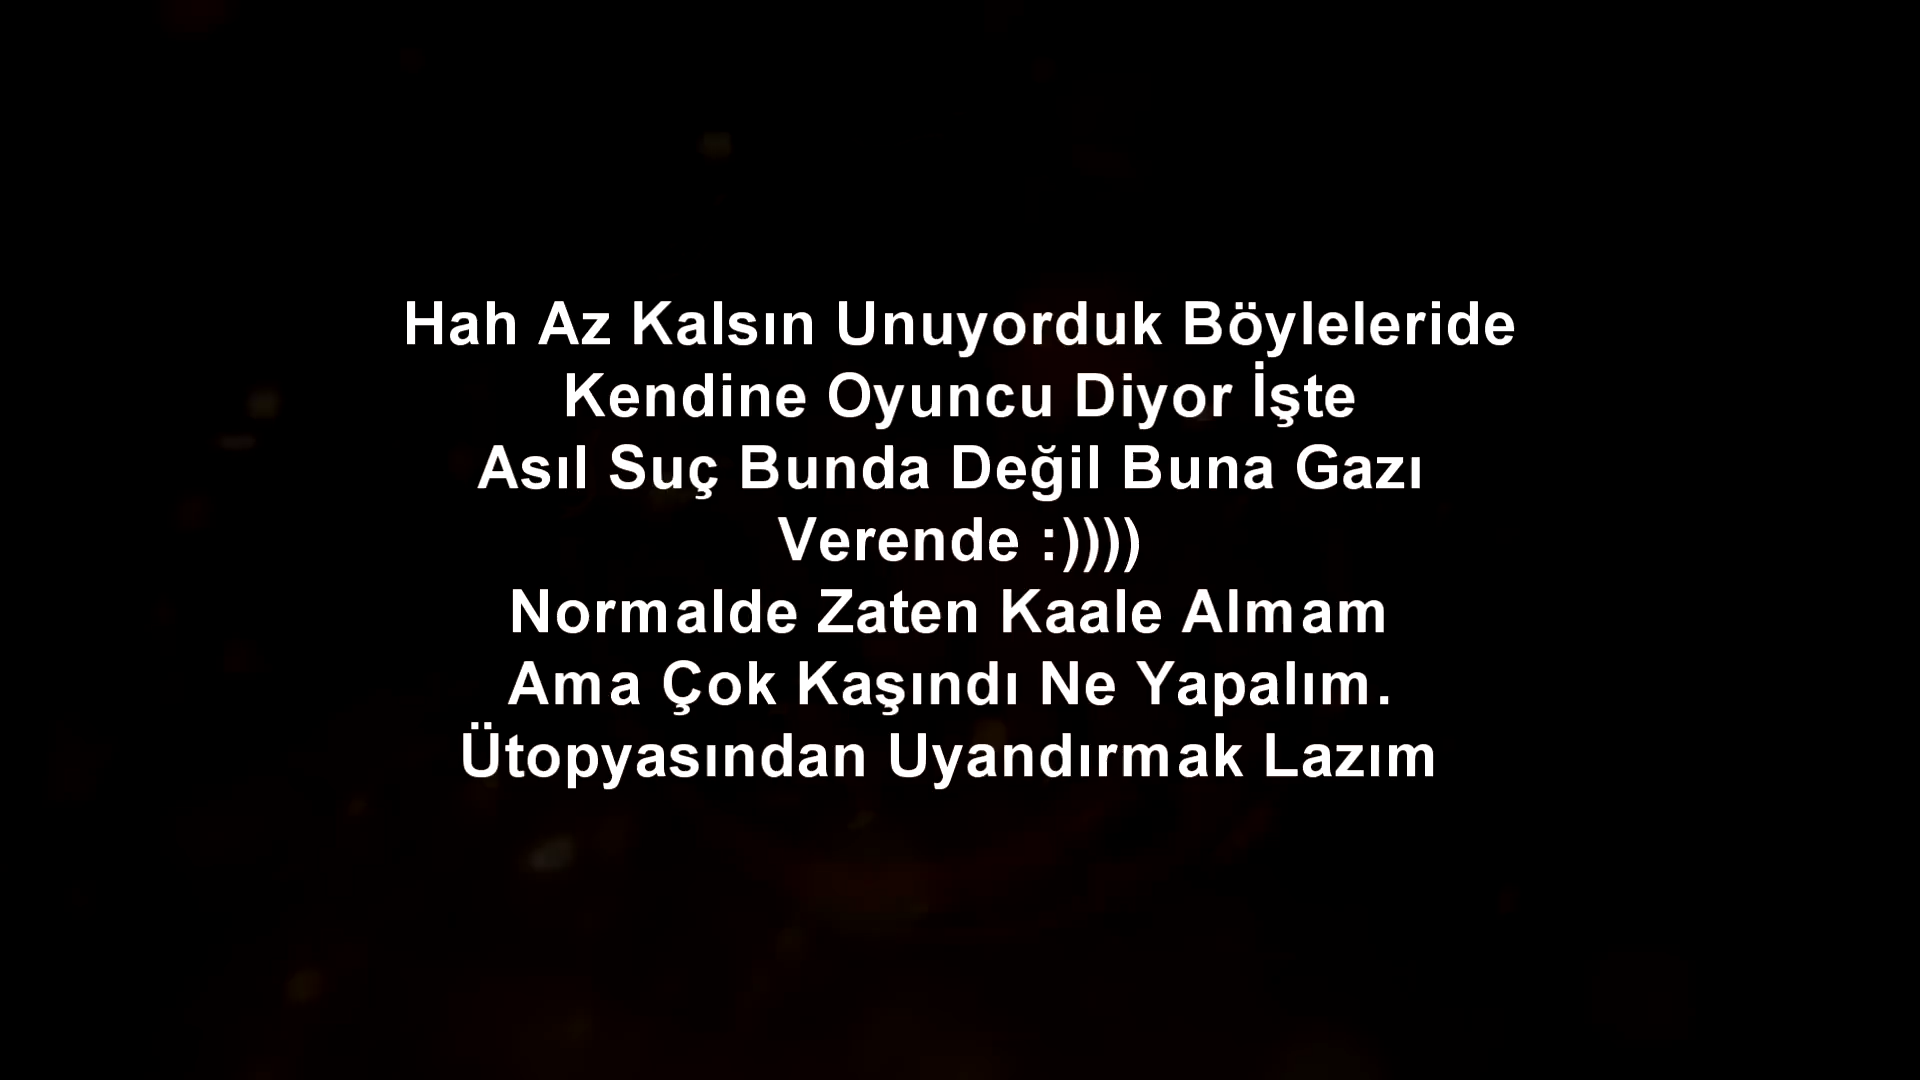 Hah Az Kalsın Unuyorduk Böyleleride
Kendine Oyuncu Diyor İşte
Asıl Suç Bunda Değil Buna Gazı
Verende :))))
Normalde Zaten Kaale Almam
Ama Çok Kaşındı Ne Yapalım.
Ütopyasından Uyandırmak Lazım